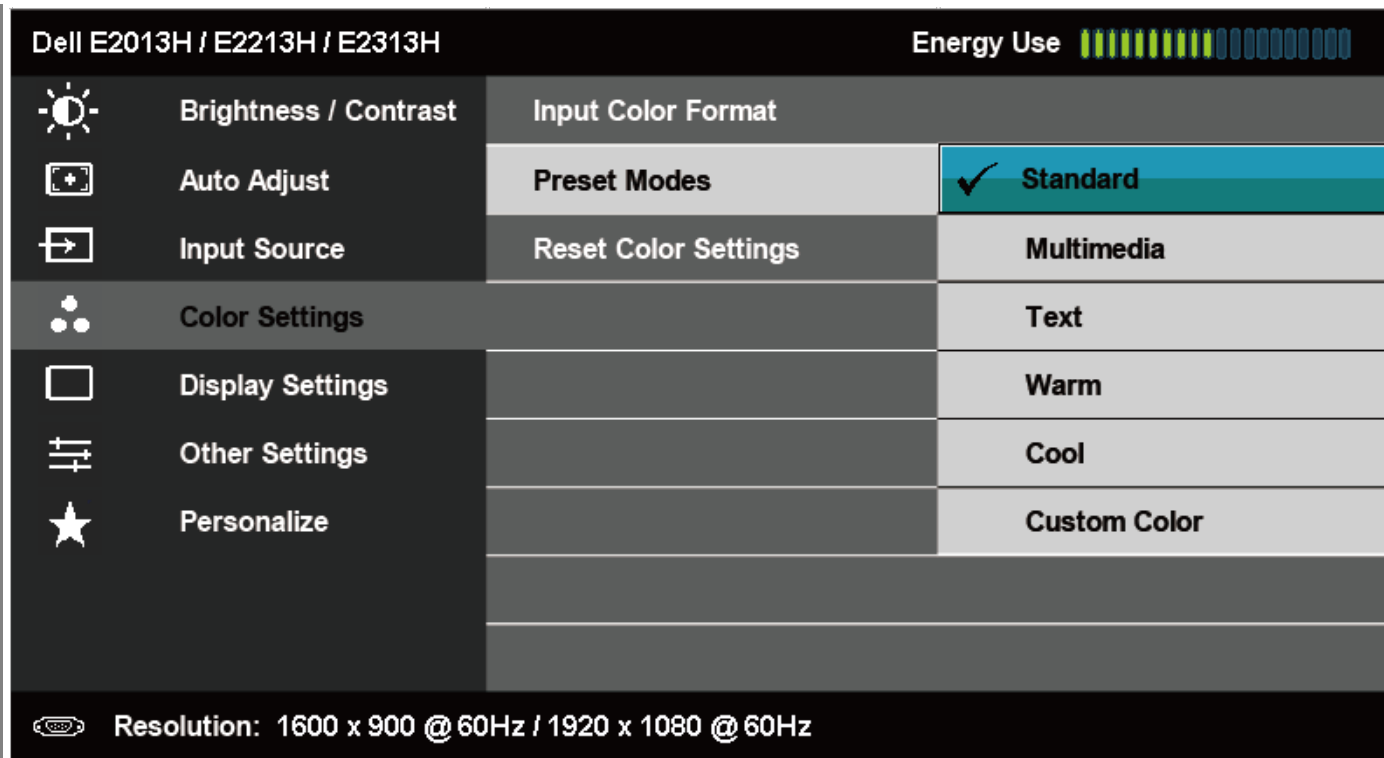 Dell E2013H / E2213H / E2313H Energy Use
Brightness / Contrast Input Color Format
Auto Adjust Preset Modes Standard
Input Source Reset Color Settings Multimedia
Color Settings Text
Display Settings Warm
Other Settings Cool
Personalize Custom Color
Resolution: 1600 x 900 @ 60Hz / 1920 x 1080 @ 60Hz